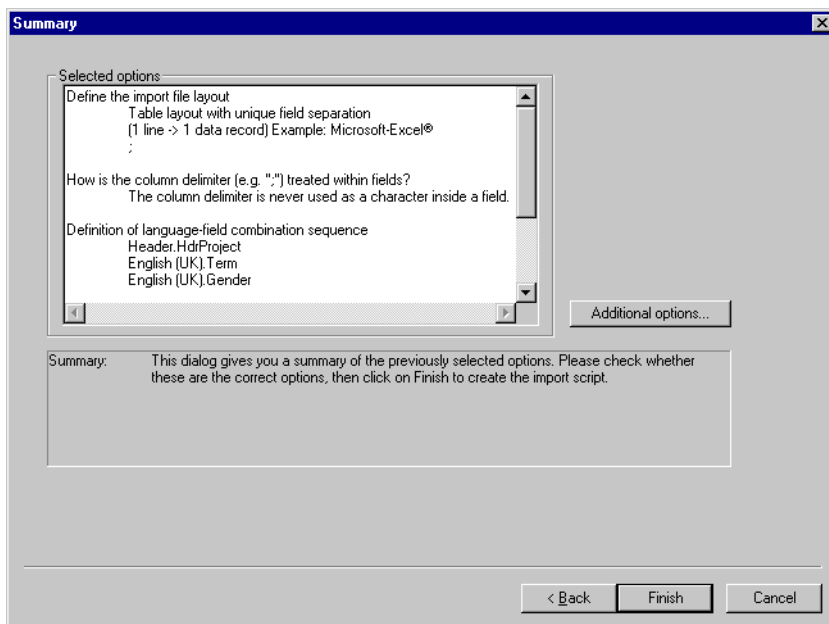 Summary
Selected options
Define the import file layout
Table layout with unique field separation
(1 line -> 1 data record) Example: Microsoft-Excel®
;
How is the column delimiter (e.g. ";") treated within fields?
The column delimiter is never used as a character inside a field.
Definition of language-field combination sequence
Header.HdrProject
English (UK).Term
English (UK).Gender
Additional options...
Summary: This dialog gives you a summary of the previously selected options. Please check whether
these are the correct options, then click on Finish to create the import script.
< Back Finish Cancel